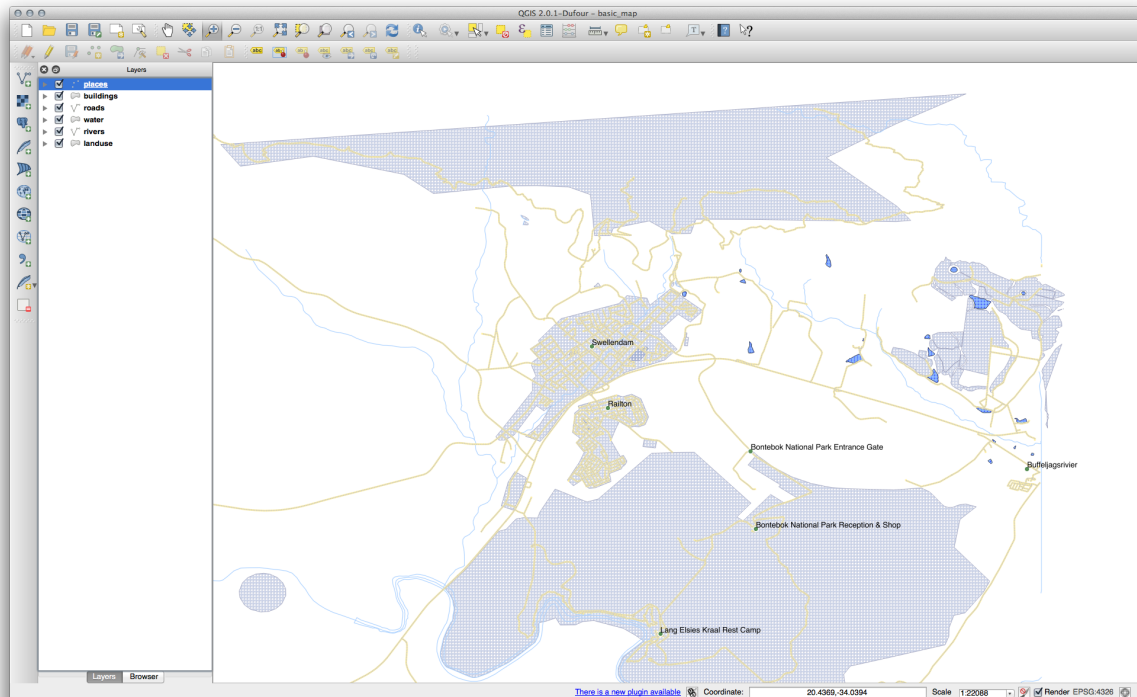 QGIS 2.0.1-Dufour – basic_map
Layers
places
buildings
roads
water
rivers
landuse
Swellendam
Railton
Bontebok National Park Entrance Gate
Buffeljagsrivier
Bontebok National Park Reception & Shop
Lang Elsies Kraal Rest Camp
Layers Browser
There is a new plugin available Coordinate: 20.4369,-34.0394 Scale 1:22088 Render EPSG:4326